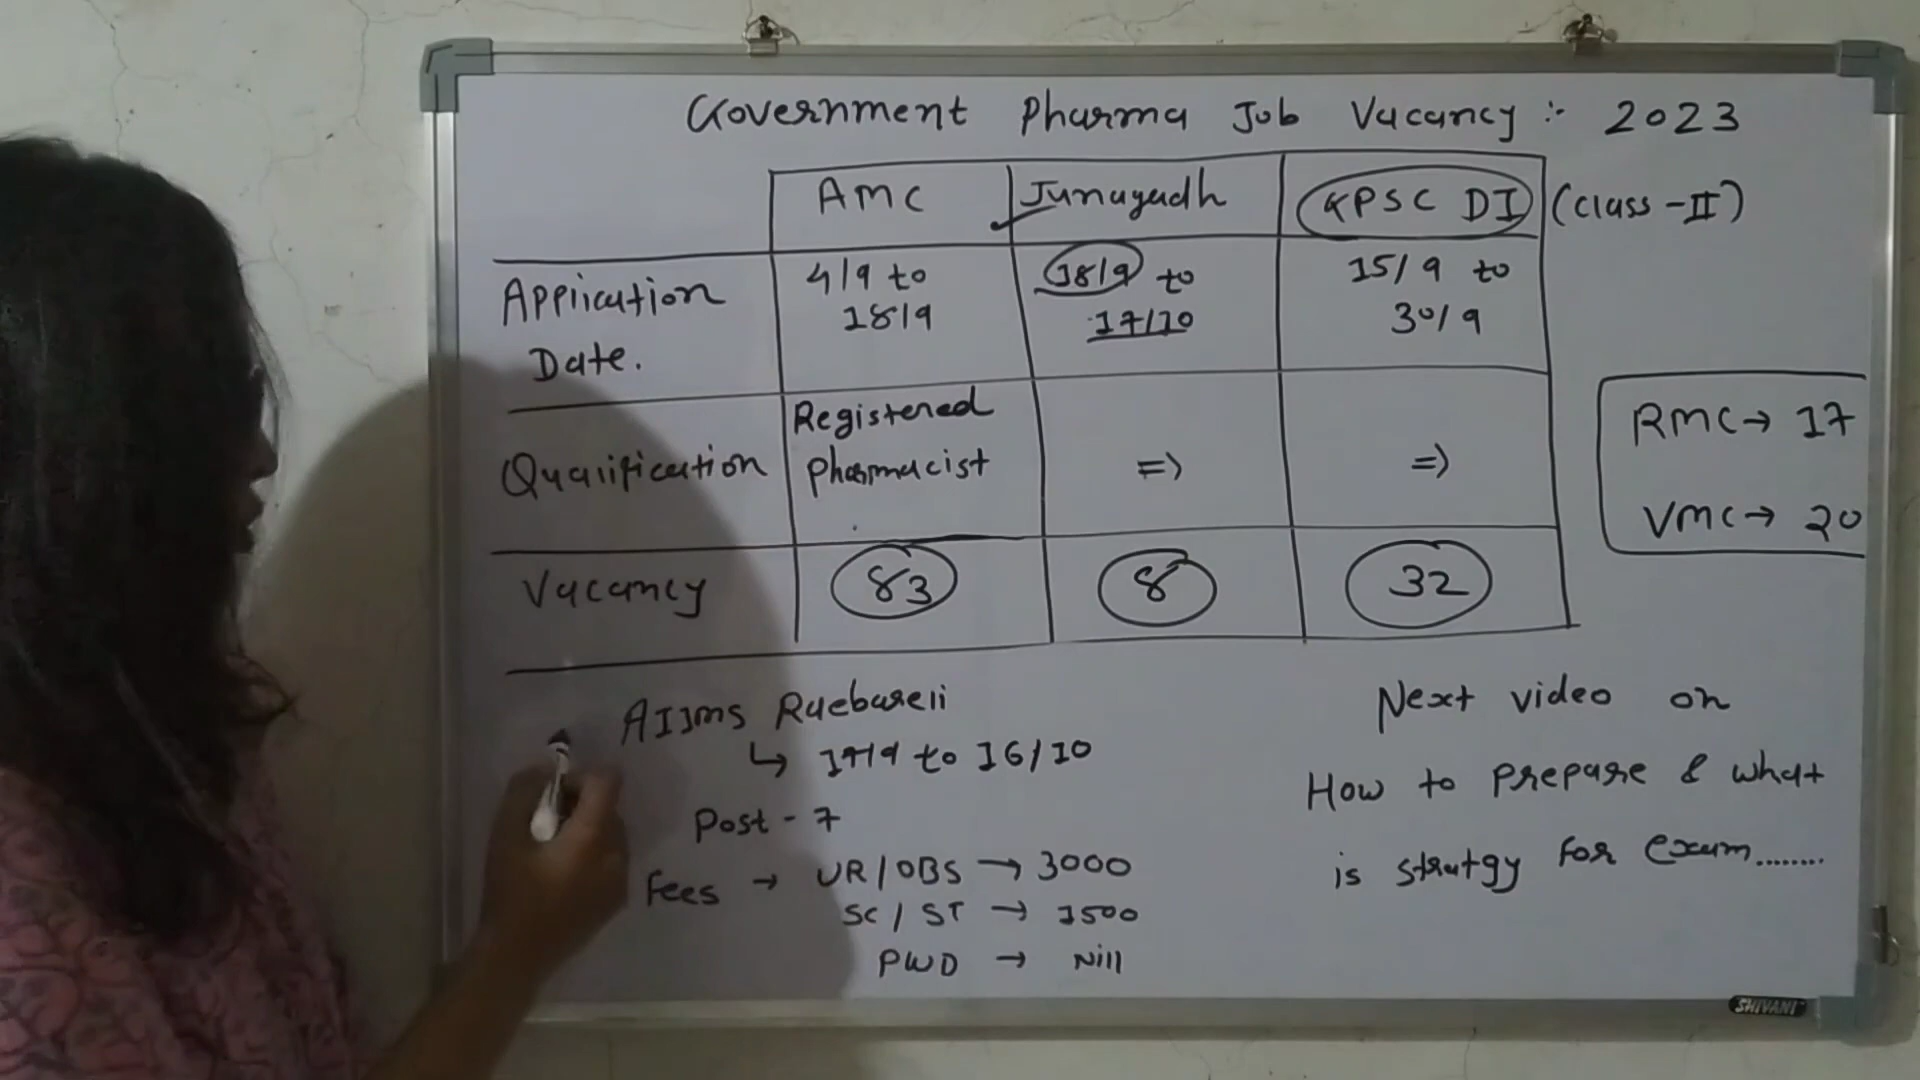 Government Pharma Job Vacancy :- 2023
AMC Junagadh GPSC DI (class-II)
Application Date. 4/9 to 18/9 18/9 to 17/10 15/9 to 30/9
Qualification Registered pharmacist => =>
Vacancy 83 8 32
RMC → 17
VMC → 20
AIIMS Raebareli
↳ 17/9 to 16/10
Post - 7
Fees → UR / OBS → 3000
SC / ST → 1500
PWD → Nill
Next video on
How to prepare & what
is stratgy for exam........
SHIVANI